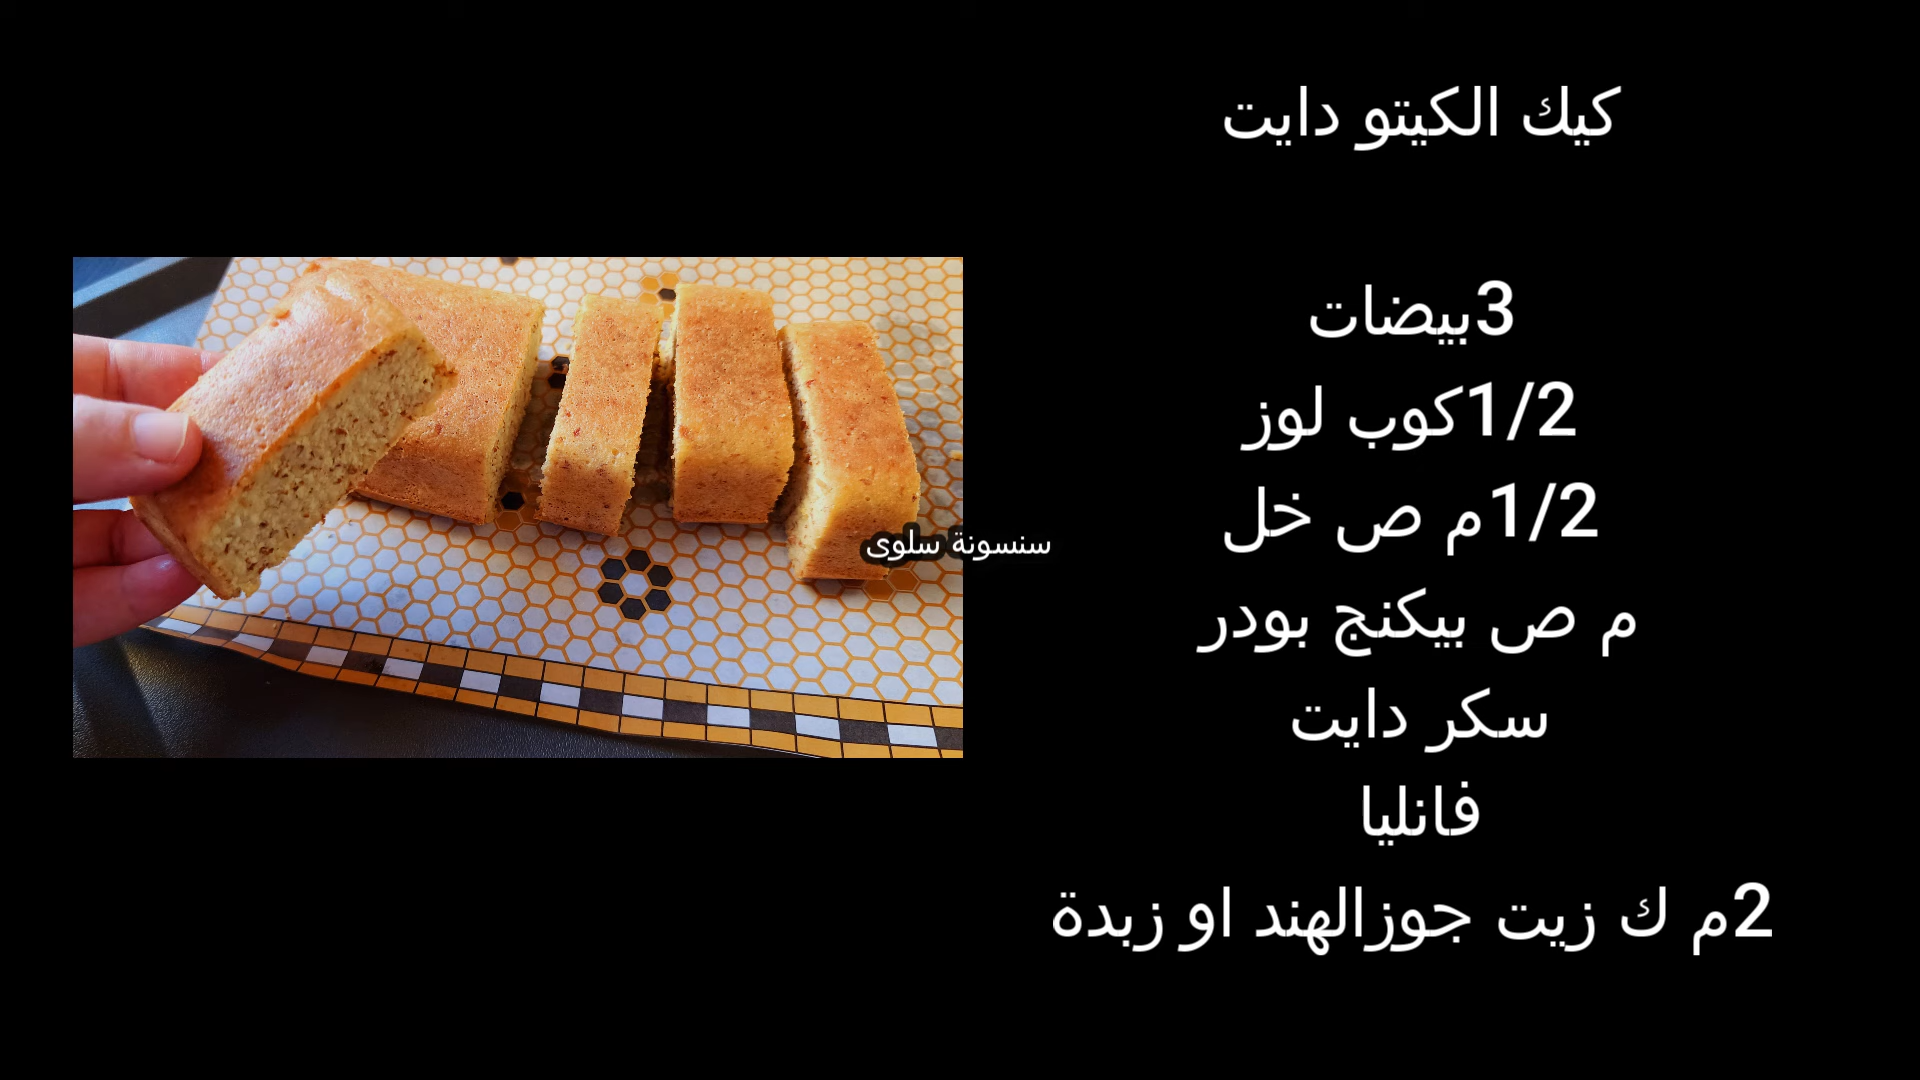 كيك الكيتو دايت
3بيضات
1/2كوب لوز
1/2م ص خل
م ص بيكنج بودر
سكر دايت
فانليا
2م ك زيت جوزالهند او زبدة
سنسونة سلوى